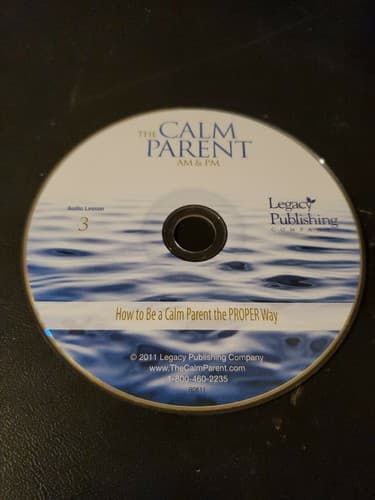 THE CALM
PARENT
AM & PM
Audio Lesson
3
Legacy
Publishing
COMPANY
How to Be a Calm Parent the PROPER Way
© 2011 Legacy Publishing Company
www.TheCalmParent.com
1-800-460-2235